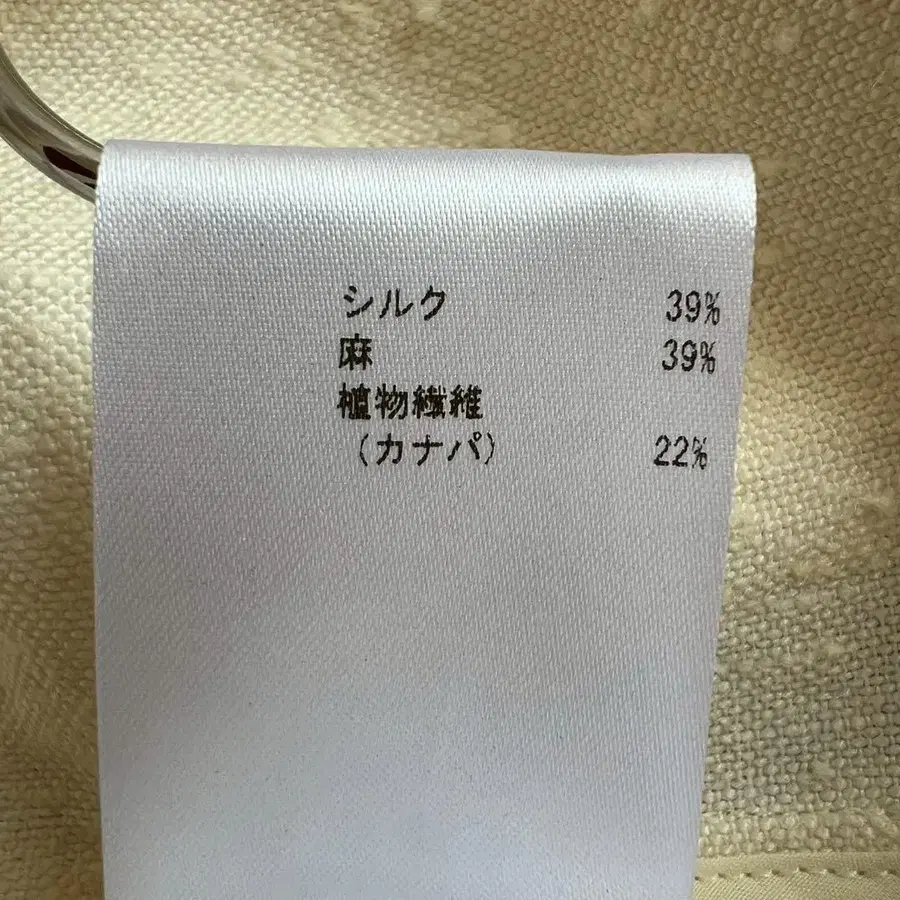 シルク 39%
麻 39%
植物繊維
（カナパ） 22%